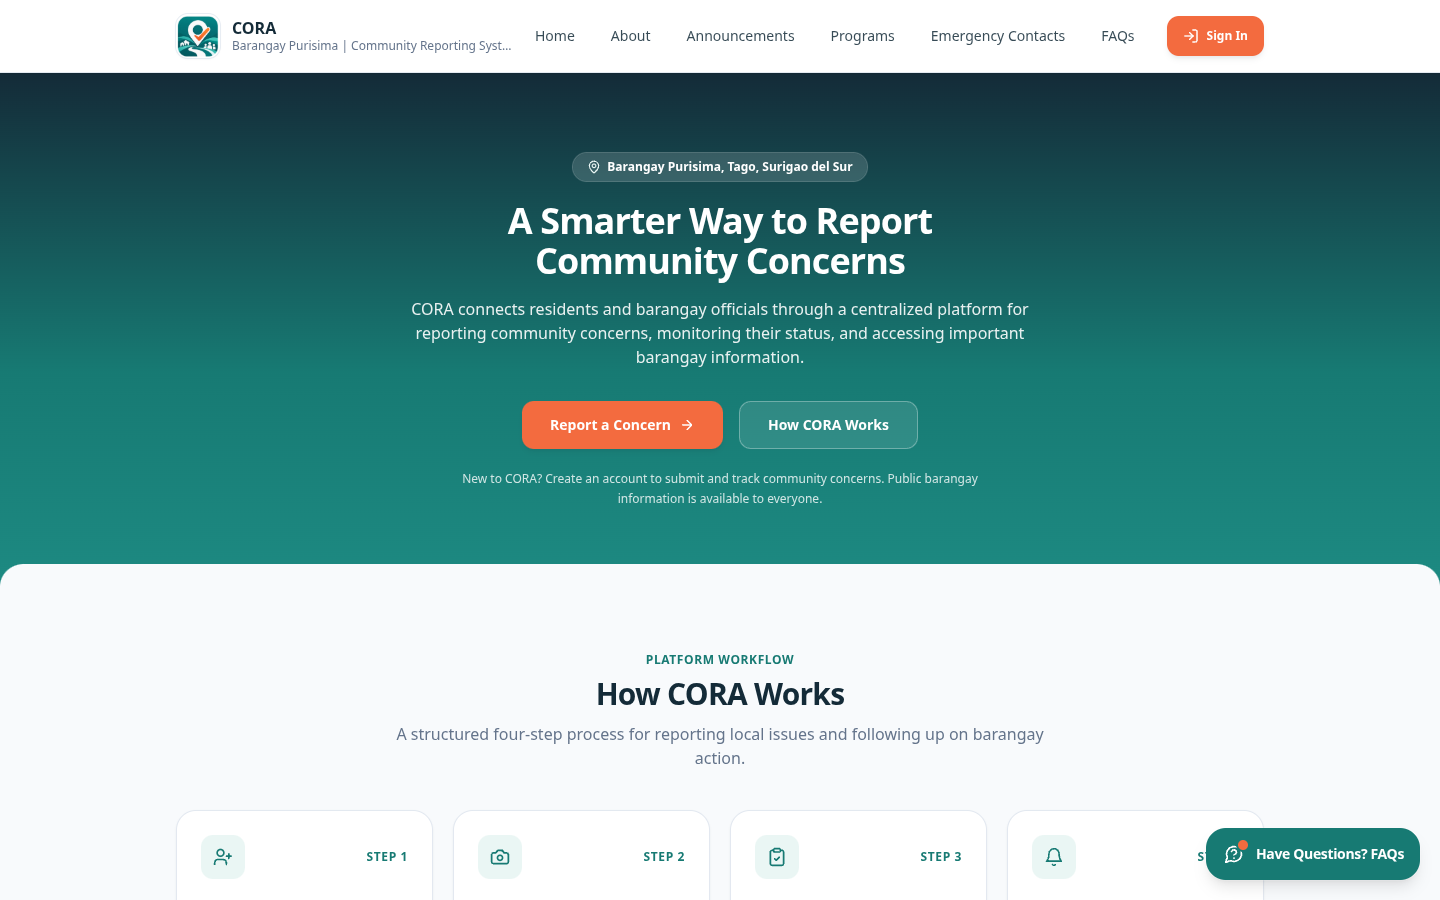 CORA
Barangay Purisima | Community Reporting Syst...
Home
About
Announcements
Programs
Emergency Contacts
FAQs
Sign In
Barangay Purisima, Tago, Surigao del Sur
A Smarter Way to Report
Community Concerns
CORA connects residents and barangay officials through a centralized platform for
reporting community concerns, monitoring their status, and accessing important
barangay information.
Report a Concern
How CORA Works
New to CORA? Create an account to submit and track community concerns. Public barangay
information is available to everyone.
PLATFORM WORKFLOW
How CORA Works
A structured four-step process for reporting local issues and following up on barangay
action.
STEP 1
STEP 2
STEP 3
Have Questions? FAQs